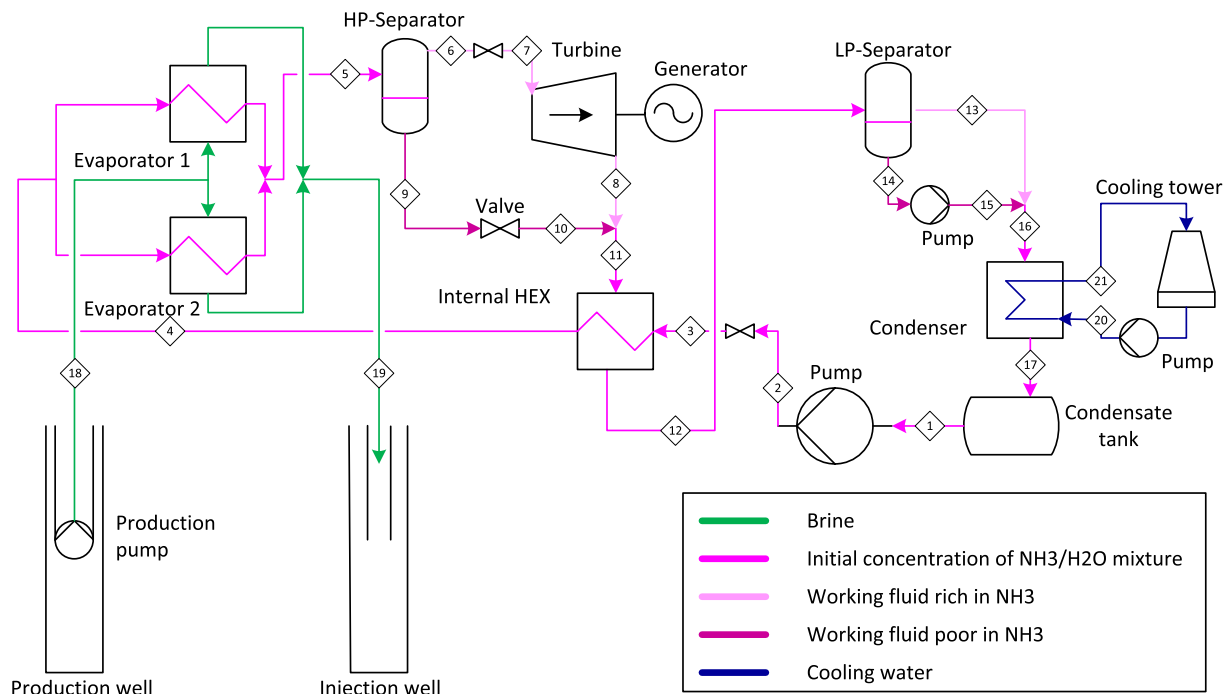 HP-Separator
6
7
Turbine
Generator
LP-Separator
5
13
Evaporator 1
9
8
14
15
Cooling tower
Valve
10
Pump
16
11
21
Internal HEX
Evaporator 2
4
3
Condenser
20
Pump
18
19
2
Pump
17
12
1
Condensate
tank
Production
pump
Brine
Initial concentration of NH3/H2O mixture
Working fluid rich in NH3
Working fluid poor in NH3
Cooling water
Production well
Injection well